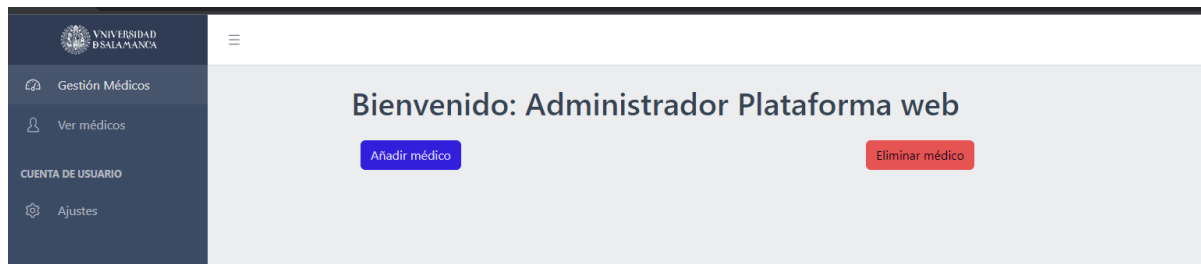 VNIVERSIDAD
D SALAMANCA
Gestión Médicos
Ver médicos
CUENTA DE USUARIO
Ajustes
Bienvenido: Administrador Plataforma web
Añadir médico
Eliminar médico